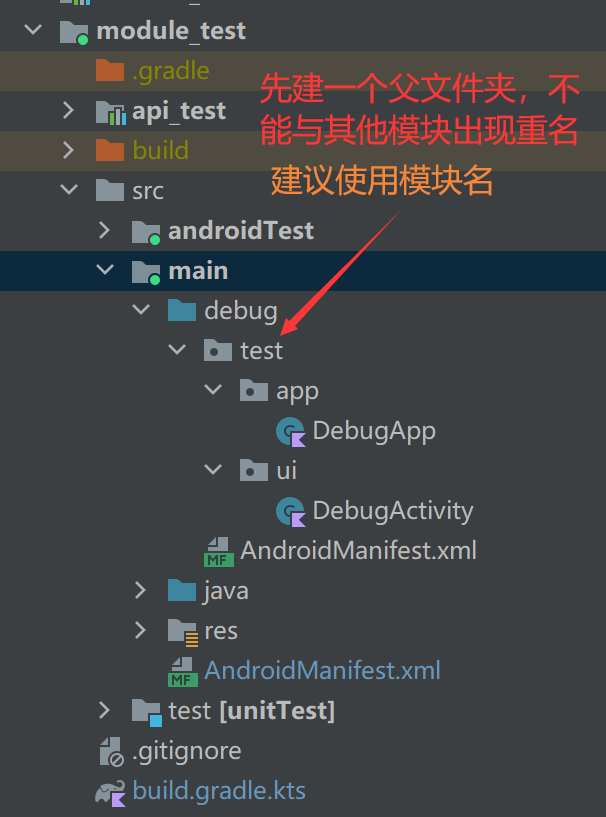 module_test
.gradle
先建一个父文件夹，不
api_test
能与其他模块出现重名
build
建议使用模块名
src
androidTest
main
debug
test
app
DebugApp
ui
DebugActivity
MF AndroidManifest.xml
java
res
MF AndroidManifest.xml
test [unitTest]
.gitignore
build.gradle.kts